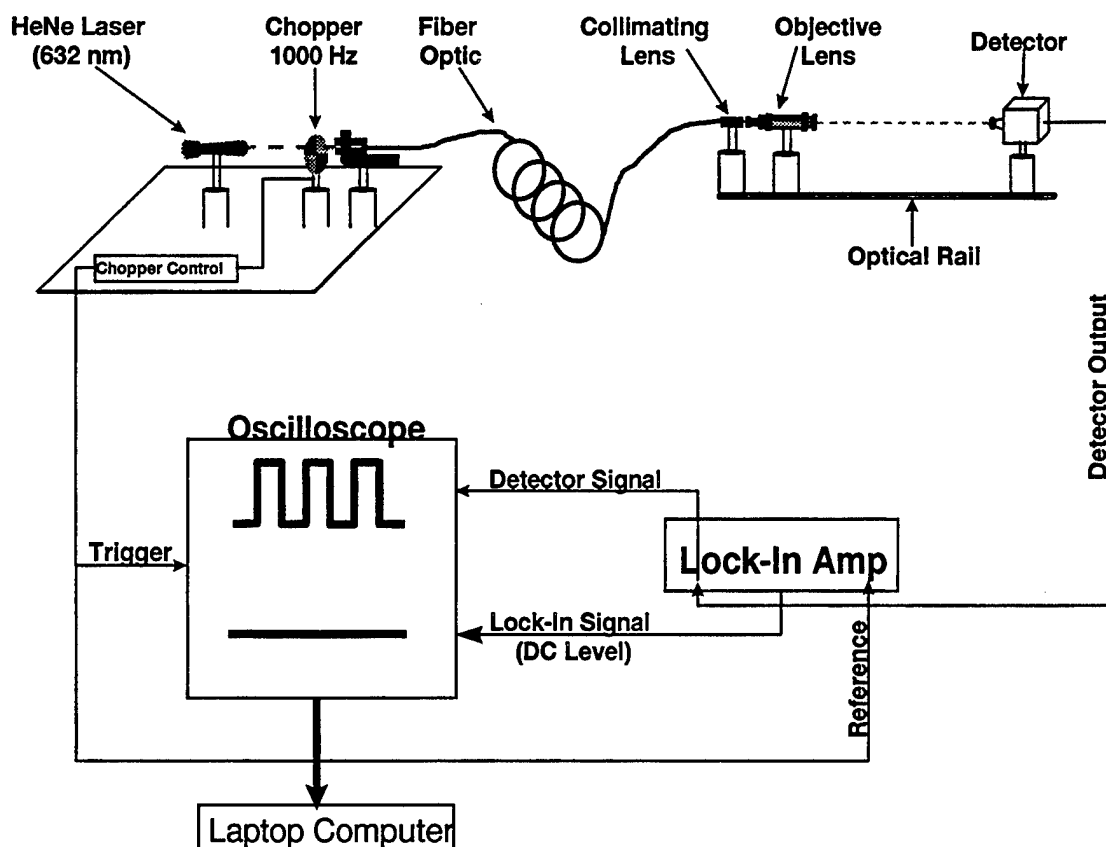 HeNe Laser
(632 nm)
Chopper
1000 Hz
Fiber
Optic
Collimating
Lens
Objective
Lens
Detector
Chopper Control
Optical Rail
Detector Output
Oscilloscope
Detector Signal
Trigger
Lock-In Amp
Lock-In Signal
(DC Level)
Reference
Laptop Computer